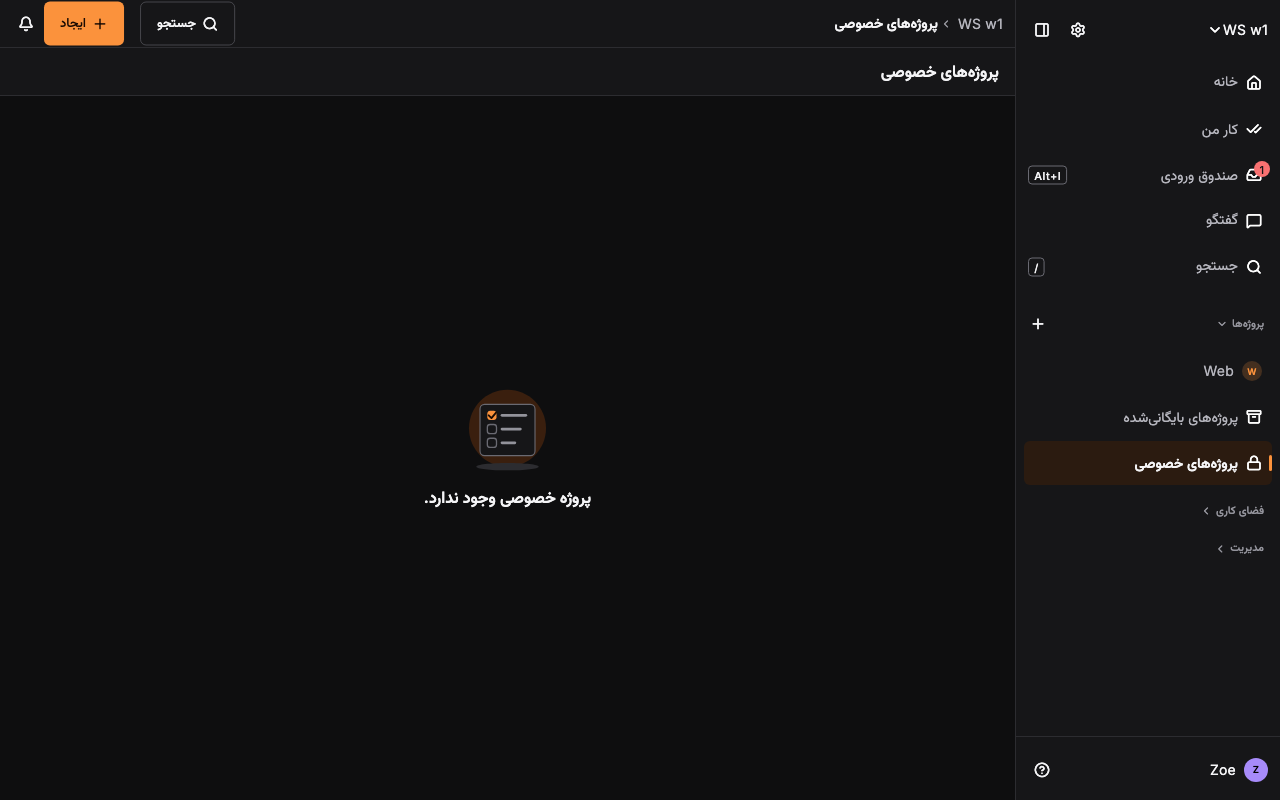 WS w1
خانه
کار من
1
صندوق ورودی
Alt+I
گفتگو
جستجو
/
پروژه‌ها
W
Web
پروژه‌های بایگانی‌شده
پروژه‌های خصوصی
فضای کاری
مدیریت
Z
Zoe
WS w1 › پروژه‌های خصوصی
جستجو
ایجاد
پروژه‌های خصوصی
پروژه خصوصی وجود ندارد.